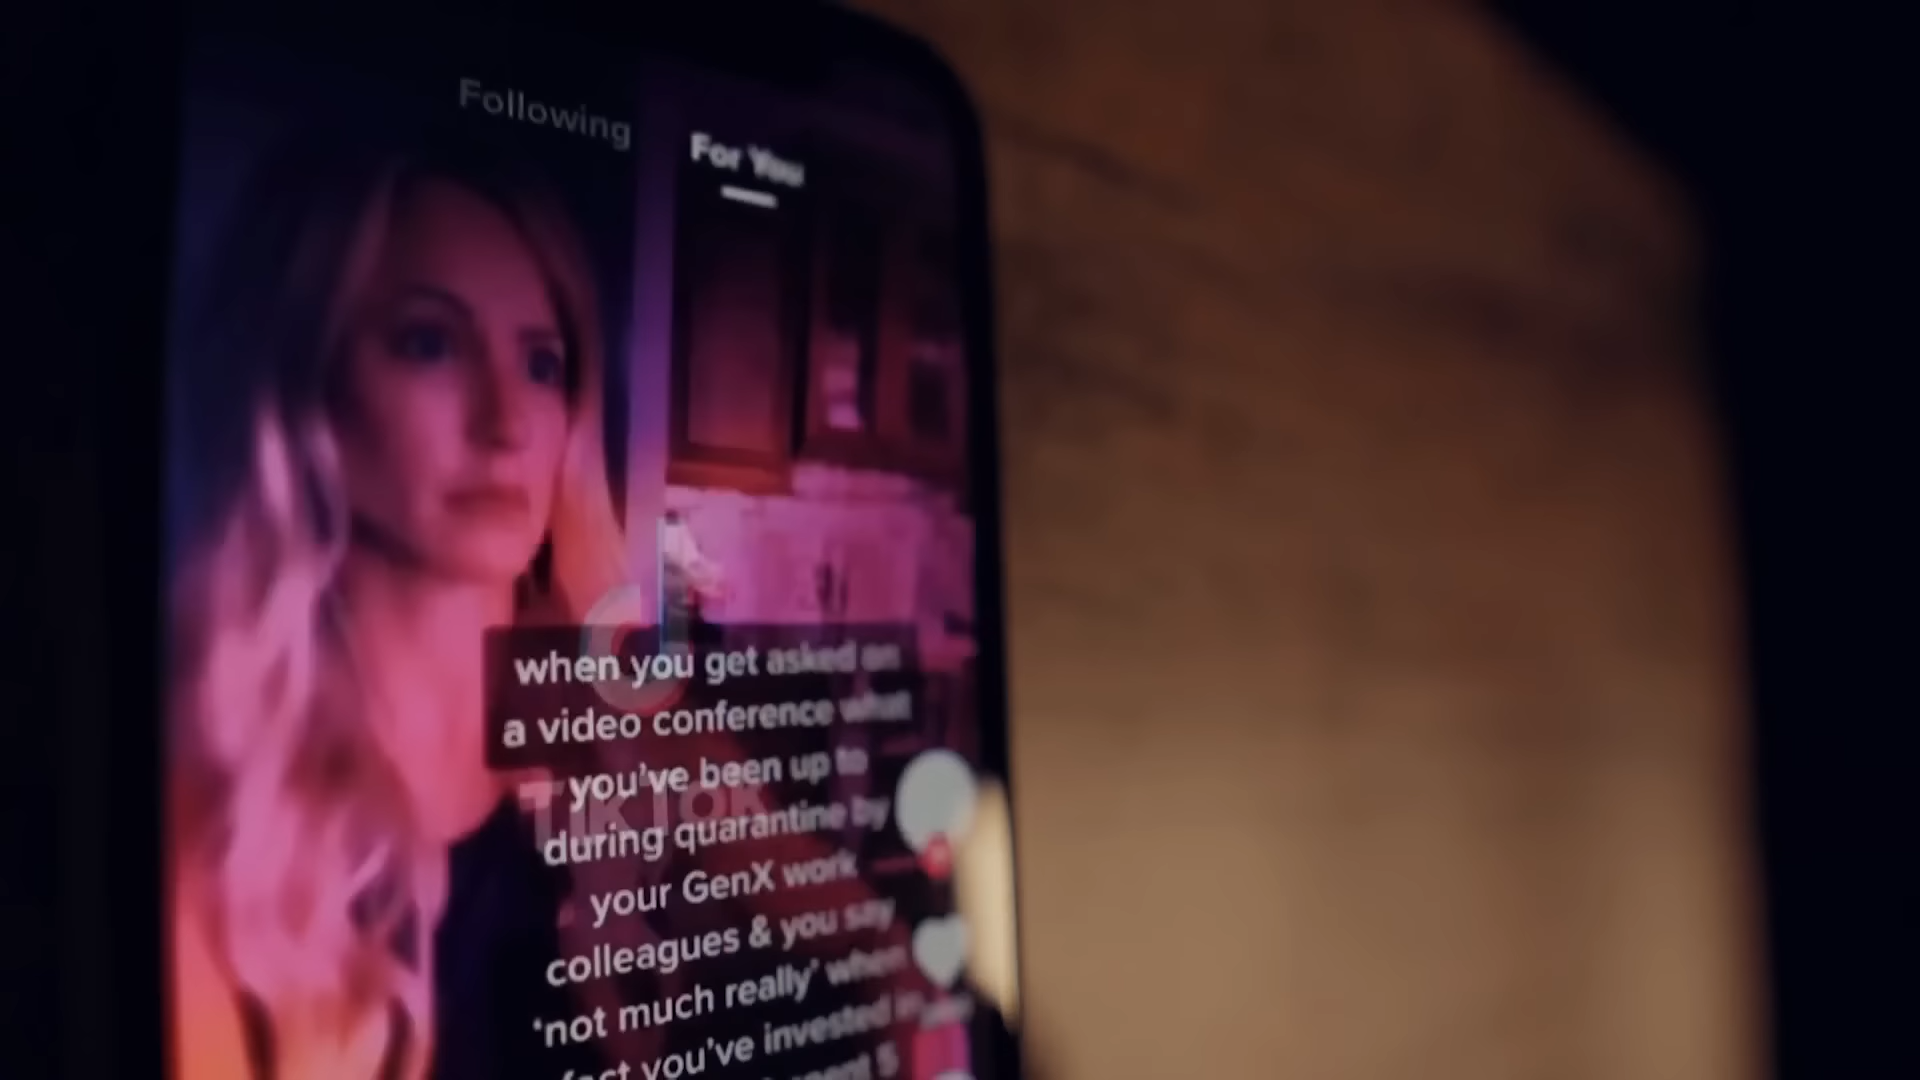 Following
For You
when you get asked on
a video conference what
you've been up to
TikTok
during quarantine by
your GenX work
colleagues & you say
'not much really' when
fact you've invested in
5